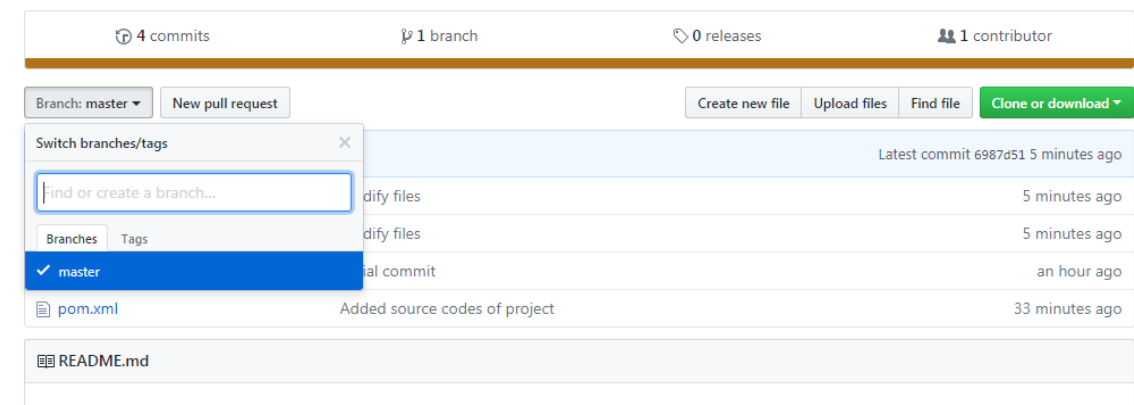 4 commits 1 branch 0 releases 1 contributor
Branch: master New pull request Create new file Upload files Find file Clone or download
Switch branches/tags
Latest commit 6987d51 5 minutes ago
Find or create a branch...
dify files 5 minutes ago
Branches Tags
dify files 5 minutes ago
master
ial commit an hour ago
pom.xml Added source codes of project 33 minutes ago
README.md